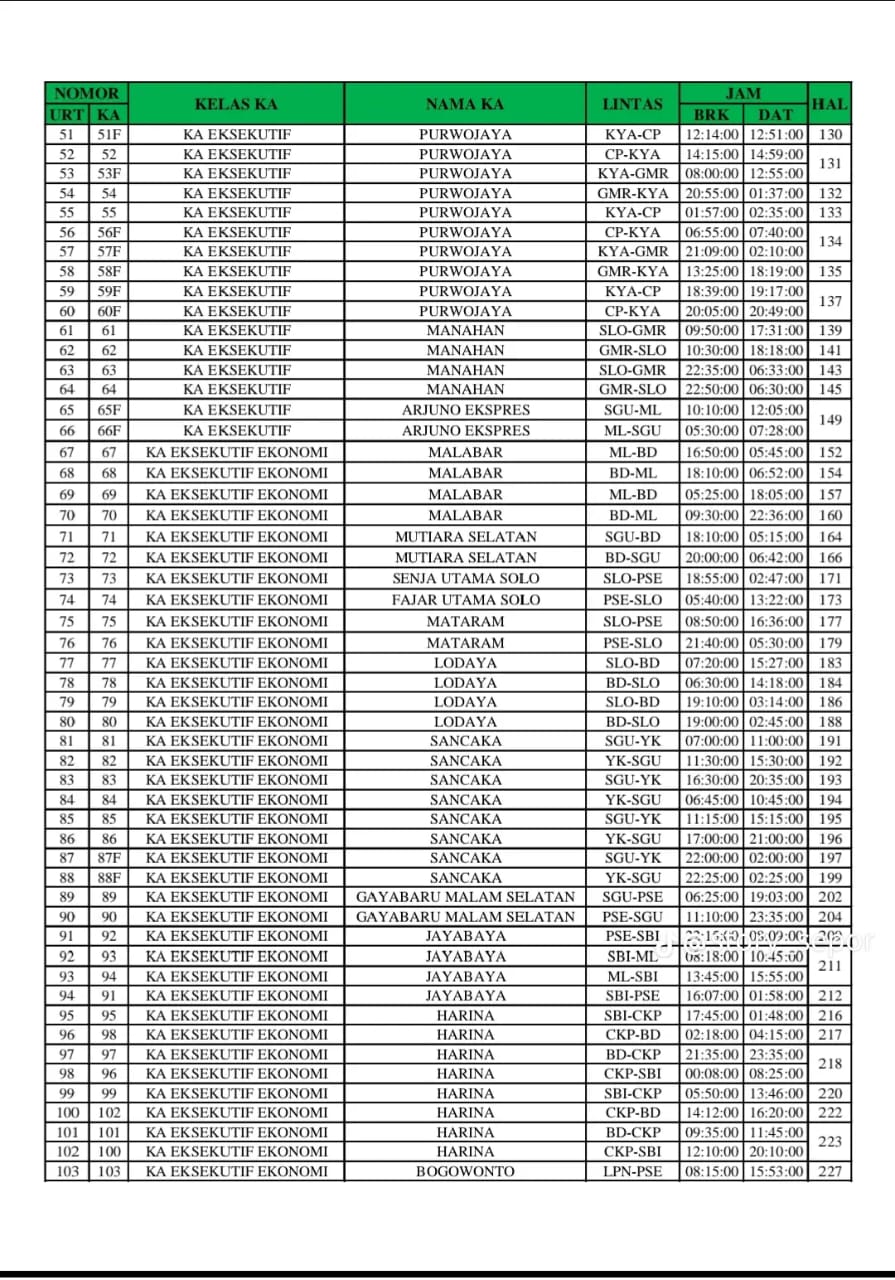 NOMOR KELAS KA NAMA KA LINTAS JAM HAL
URT KA BRK DAT
51 51F KA EKSEKUTIF PURWOJAYA KYA-CP 12:14:00 12:51:00 130
52 52 KA EKSEKUTIF PURWOJAYA CP-KYA 14:15:00 14:59:00 131
53 53F KA EKSEKUTIF PURWOJAYA KYA-GMR 08:00:00 12:55:00
54 54 KA EKSEKUTIF PURWOJAYA GMR-KYA 20:55:00 01:37:00 132
55 55 KA EKSEKUTIF PURWOJAYA KYA-CP 01:57:00 02:35:00 133
56 56F KA EKSEKUTIF PURWOJAYA CP-KYA 06:55:00 07:40:00 134
57 57F KA EKSEKUTIF PURWOJAYA KYA-GMR 21:09:00 02:10:00
58 58F KA EKSEKUTIF PURWOJAYA GMR-KYA 13:25:00 18:19:00 135
59 59F KA EKSEKUTIF PURWOJAYA KYA-CP 18:39:00 19:17:00 137
60 60F KA EKSEKUTIF PURWOJAYA CP-KYA 20:05:00 20:49:00
61 61 KA EKSEKUTIF MANAHAN SLO-GMR 09:50:00 17:31:00 139
62 62 KA EKSEKUTIF MANAHAN GMR-SLO 10:30:00 18:18:00 141
63 63 KA EKSEKUTIF MANAHAN SLO-GMR 22:35:00 06:33:00 143
64 64 KA EKSEKUTIF MANAHAN GMR-SLO 22:50:00 06:30:00 145
65 65F KA EKSEKUTIF ARJUNO EKSPRES SGU-ML 10:10:00 12:05:00 149
66 66F KA EKSEKUTIF ARJUNO EKSPRES ML-SGU 05:30:00 07:28:00
67 67 KA EKSEKUTIF EKONOMI MALABAR ML-BD 16:50:00 05:45:00 152
68 68 KA EKSEKUTIF EKONOMI MALABAR BD-ML 18:10:00 06:52:00 154
69 69 KA EKSEKUTIF EKONOMI MALABAR ML-BD 05:25:00 18:05:00 157
70 70 KA EKSEKUTIF EKONOMI MALABAR BD-ML 09:30:00 22:36:00 160
71 71 KA EKSEKUTIF EKONOMI MUTIARA SELATAN SGU-BD 18:10:00 05:15:00 164
72 72 KA EKSEKUTIF EKONOMI MUTIARA SELATAN BD-SGU 20:00:00 06:42:00 166
73 73 KA EKSEKUTIF EKONOMI SENJA UTAMA SOLO SLO-PSE 18:55:00 02:47:00 171
74 74 KA EKSEKUTIF EKONOMI FAJAR UTAMA SOLO PSE-SLO 05:40:00 13:22:00 173
75 75 KA EKSEKUTIF EKONOMI MATARAM SLO-PSE 08:50:00 16:36:00 177
76 76 KA EKSEKUTIF EKONOMI MATARAM PSE-SLO 21:40:00 05:30:00 179
77 77 KA EKSEKUTIF EKONOMI LODAYA SLO-BD 07:20:00 15:27:00 183
78 78 KA EKSEKUTIF EKONOMI LODAYA BD-SLO 06:30:00 14:18:00 184
79 79 KA EKSEKUTIF EKONOMI LODAYA SLO-BD 19:10:00 03:14:00 186
80 80 KA EKSEKUTIF EKONOMI LODAYA BD-SLO 19:00:00 02:45:00 188
81 81 KA EKSEKUTIF EKONOMI SANCAKA SGU-YK 07:00:00 11:00:00 191
82 82 KA EKSEKUTIF EKONOMI SANCAKA YK-SGU 11:30:00 15:30:00 192
83 83 KA EKSEKUTIF EKONOMI SANCAKA SGU-YK 16:30:00 20:35:00 193
84 84 KA EKSEKUTIF EKONOMI SANCAKA YK-SGU 06:45:00 10:45:00 194
85 85 KA EKSEKUTIF EKONOMI SANCAKA SGU-YK 11:15:00 15:15:00 195
86 86 KA EKSEKUTIF EKONOMI SANCAKA YK-SGU 17:00:00 21:00:00 196
87 87F KA EKSEKUTIF EKONOMI SANCAKA SGU-YK 22:00:00 02:00:00 197
88 88F KA EKSEKUTIF EKONOMI SANCAKA YK-SGU 22:25:00 02:25:00 199
89 89 KA EKSEKUTIF EKONOMI GAYABARU MALAM SELATAN SGU-PSE 06:25:00 19:03:00 202
90 90 KA EKSEKUTIF EKONOMI GAYABARU MALAM SELATAN PSE-SGU 11:10:00 23:35:00 204
91 92 KA EKSEKUTIF EKONOMI JAYABAYA PSE-SBI
92 93 KA EKSEKUTIF EKONOMI JAYABAYA SBI-ML 08:18:00 10:45:00 211
93 94 KA EKSEKUTIF EKONOMI JAYABAYA ML-SBI 13:45:00 15:55:00
94 91 KA EKSEKUTIF EKONOMI JAYABAYA SBI-PSE 16:07:00 01:58:00 212
95 95 KA EKSEKUTIF EKONOMI HARINA SBI-CKP 17:45:00 01:48:00 216
96 98 KA EKSEKUTIF EKONOMI HARINA CKP-BD 02:18:00 04:15:00 217
97 97 KA EKSEKUTIF EKONOMI HARINA BD-CKP 21:35:00 23:35:00 218
98 96 KA EKSEKUTIF EKONOMI HARINA CKP-SBI 00:08:00 08:25:00
99 99 KA EKSEKUTIF EKONOMI HARINA SBI-CKP 05:50:00 13:46:00 220
100 102 KA EKSEKUTIF EKONOMI HARINA CKP-BD 14:12:00 16:20:00 222
101 101 KA EKSEKUTIF EKONOMI HARINA BD-CKP 09:35:00 11:45:00 223
102 100 KA EKSEKUTIF EKONOMI HARINA CKP-SBI 12:10:00 20:10:00
103 103 KA EKSEKUTIF EKONOMI BOGOWONTO LPN-PSE 08:15:00 15:53:00 227